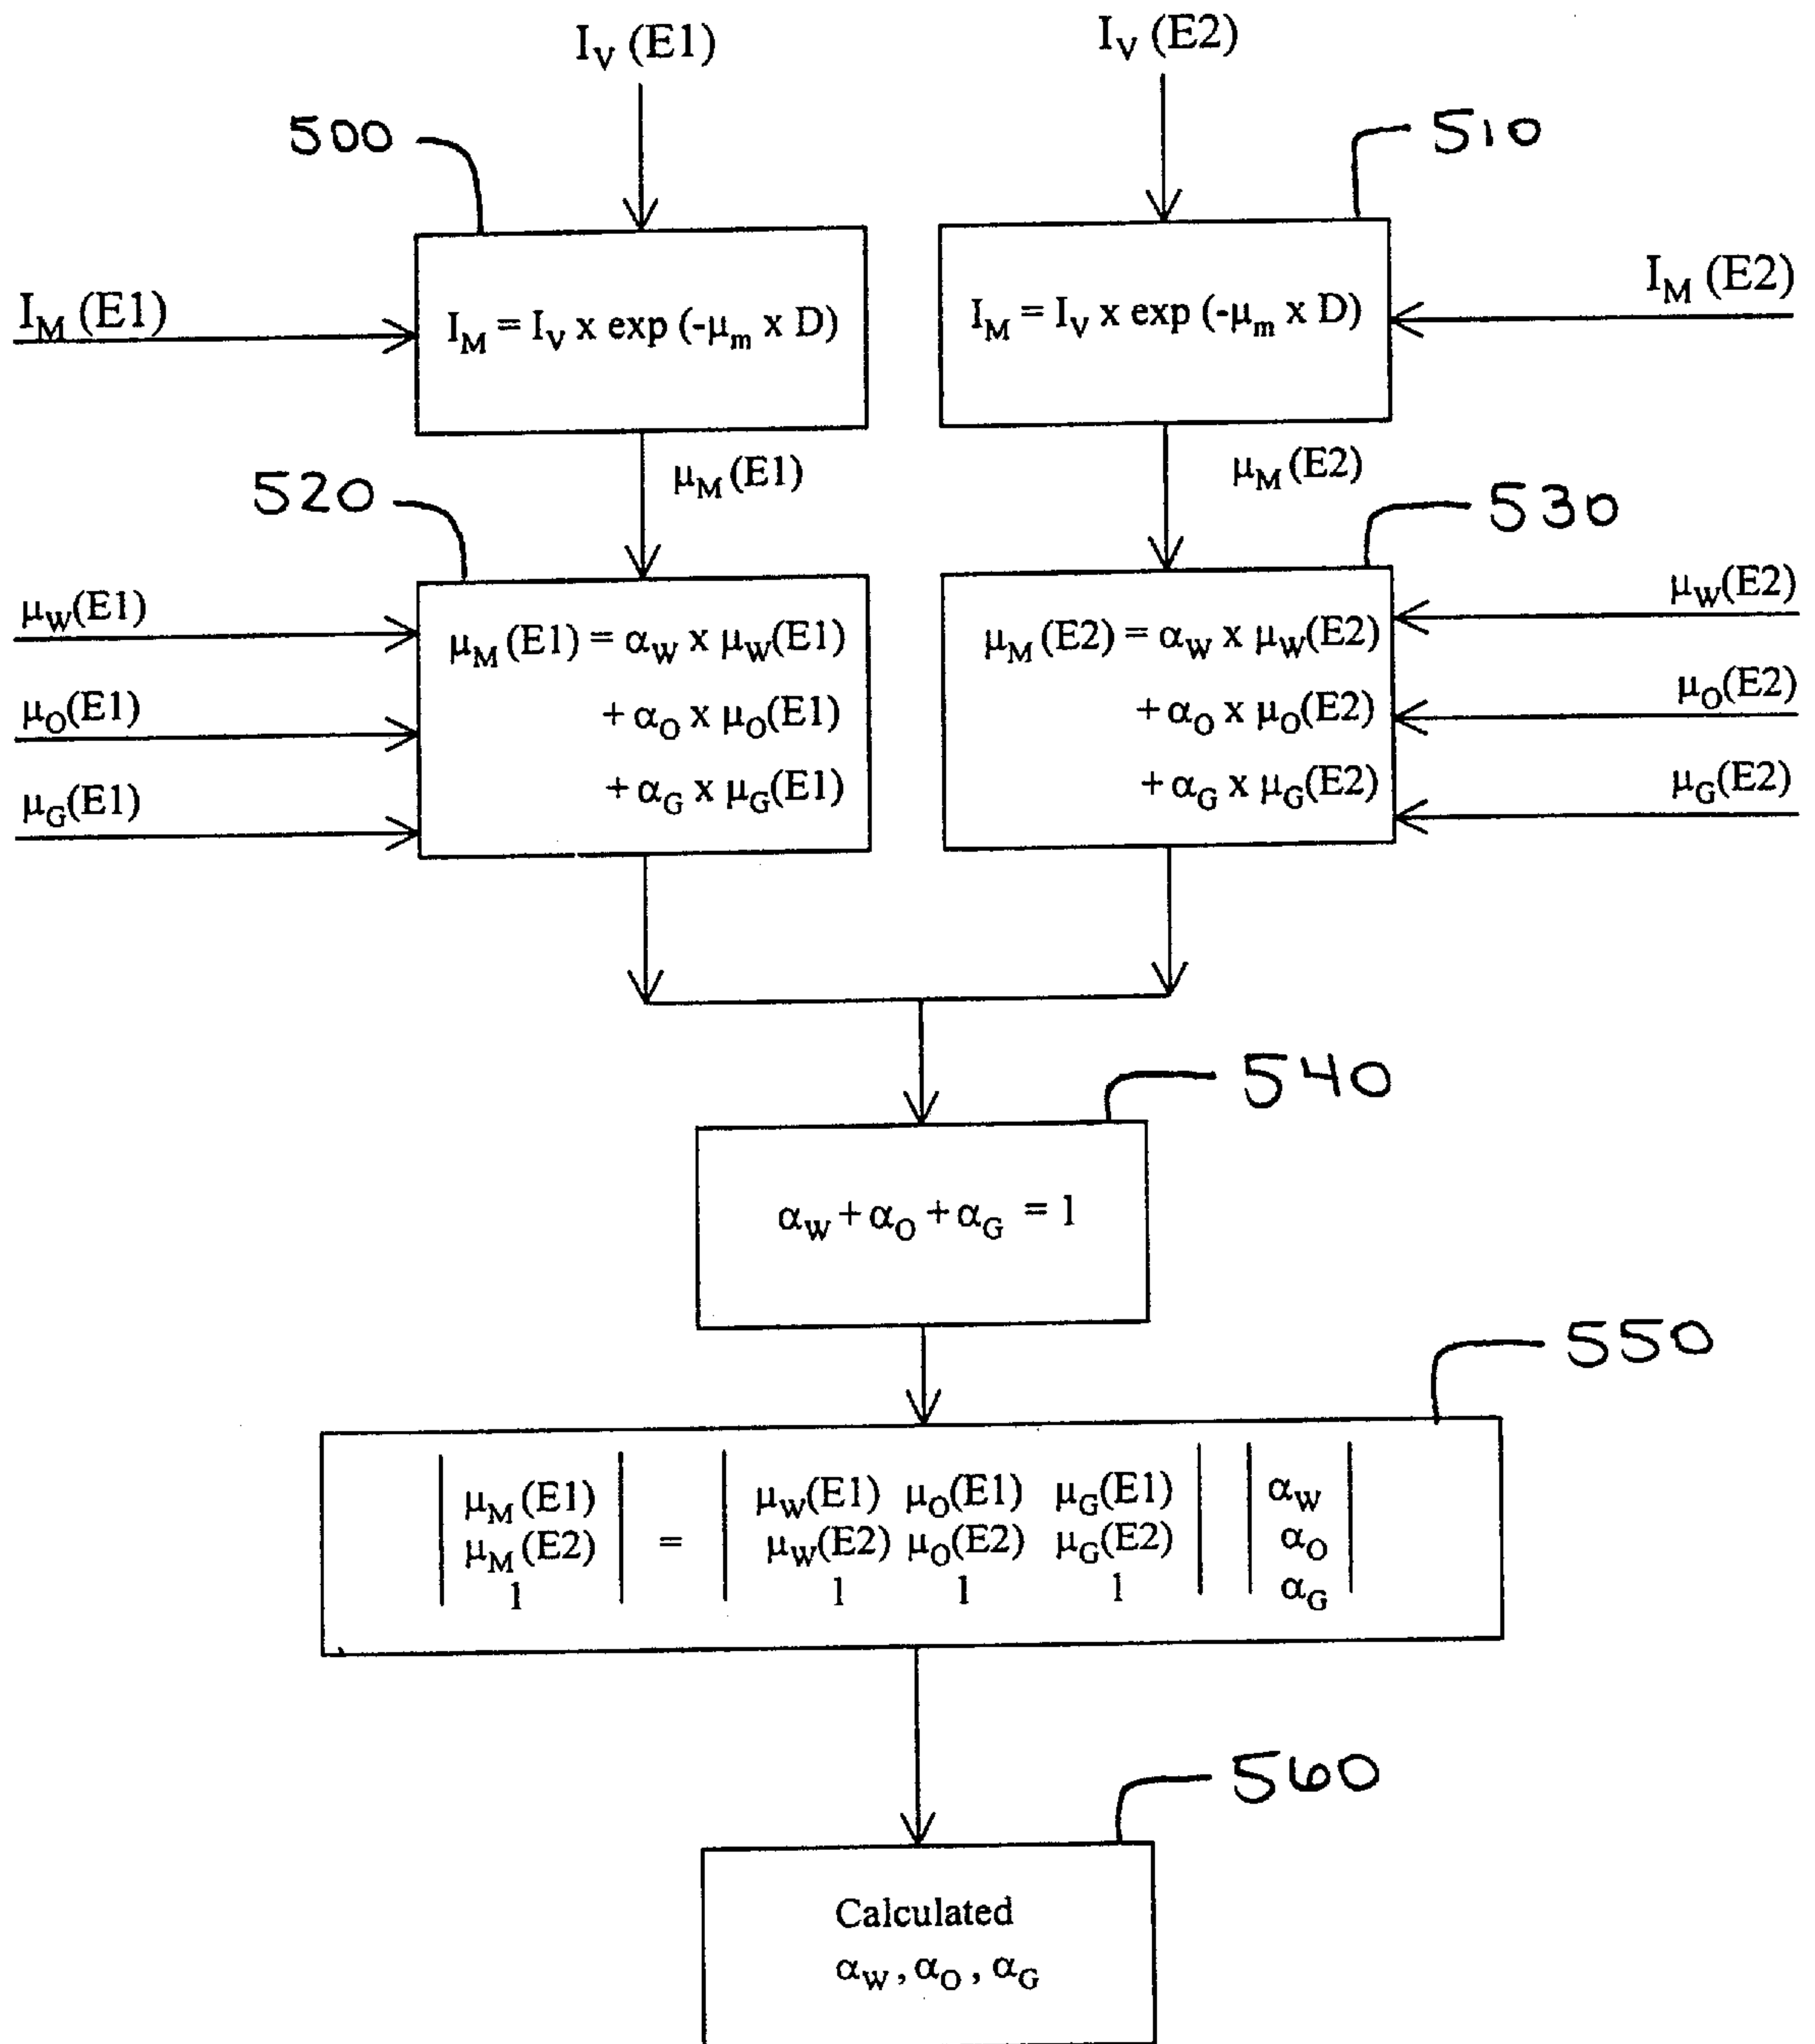 I_V (E1)
I_V (E2)
500
510
I_M (E1)
I_M = I_V x exp (-μ_m x D)
I_M = I_V x exp (-μ_m x D)
I_M (E2)
μ_M (E1)
μ_M (E2)
520
530
μ_W(E1)
μ_O(E1)
μ_G(E1)
μ_M (E1) = α_W x μ_W(E1)
+ α_O x μ_O(E1)
+ α_G x μ_G(E1)
μ_M (E2) = α_W x μ_W(E2)
+ α_O x μ_O(E2)
+ α_G x μ_G(E2)
μ_W(E2)
μ_O(E2)
μ_G(E2)
540
α_W + α_O + α_G = 1
550
| μ_M (E1) | | μ_W(E1) μ_O(E1) μ_G(E1) | | α_W |
| μ_M (E2) | = | μ_W(E2) μ_O(E2) μ_G(E2) | | α_O |
| 1 | | 1 1 1 | | α_G |
560
Calculated
α_W , α_O , α_G